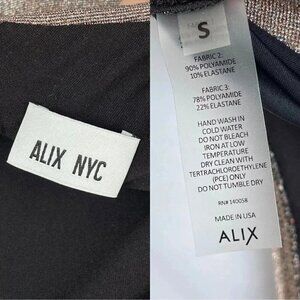 ALIX NYC
S
FABRIC 2:
90% POLYAMIDE
10% ELASTANE
FABRIC 3:
78% POLYAMIDE
22% ELASTANE
HAND WASH IN
COLD WATER
DO NOT BLEACH
IRON AT LOW
TEMPERATURE
DRY CLEAN WITH
TETRACHLOROETHYLENE
(PCE) ONLY
DO NOT TUMBLE DRY
RN# 140058
MADE IN USA
ALIX